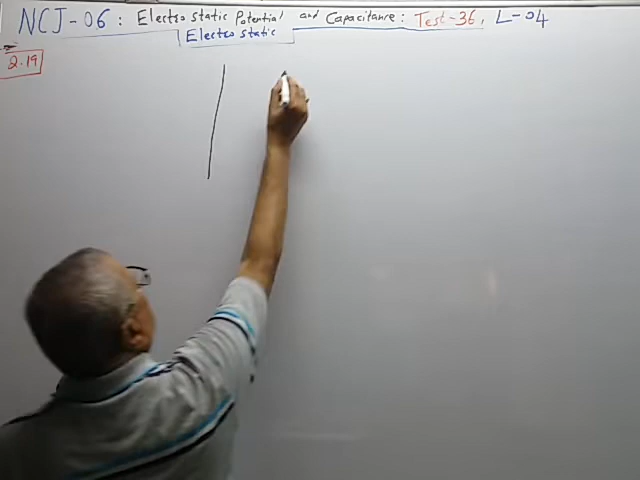 NCJ-06: Electrostatic Potential and Capacitance: Test-36, L-04
Electrostatic
2.19